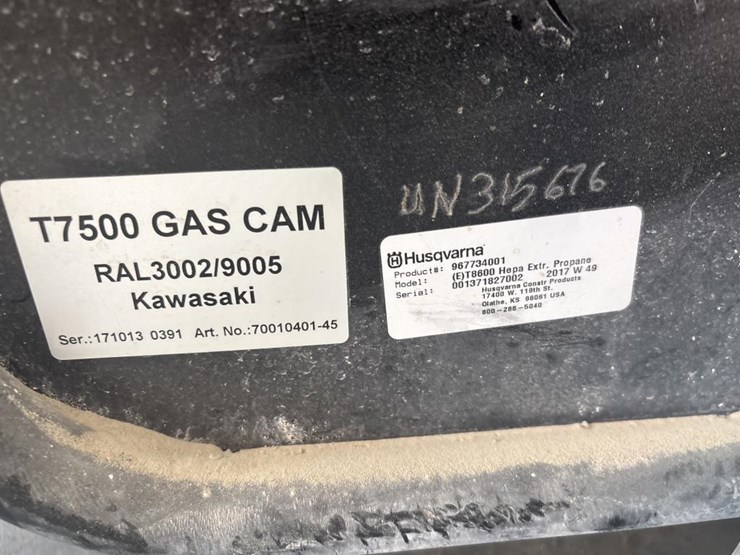 T7500 GAS CAM
RAL3002/9005
Kawasaki
Ser.:171013 0391 Art. No.:70010401-45
UN315676
Husqvarna
Product#: 967734001
Model: (E)T8600 Hepa Extr. Propane
Serial: 001371827002 2017 W 49
Husqvarna Constr Products
17400 W. 119th St.
Olathe, KS 66061 USA
800-288-5040